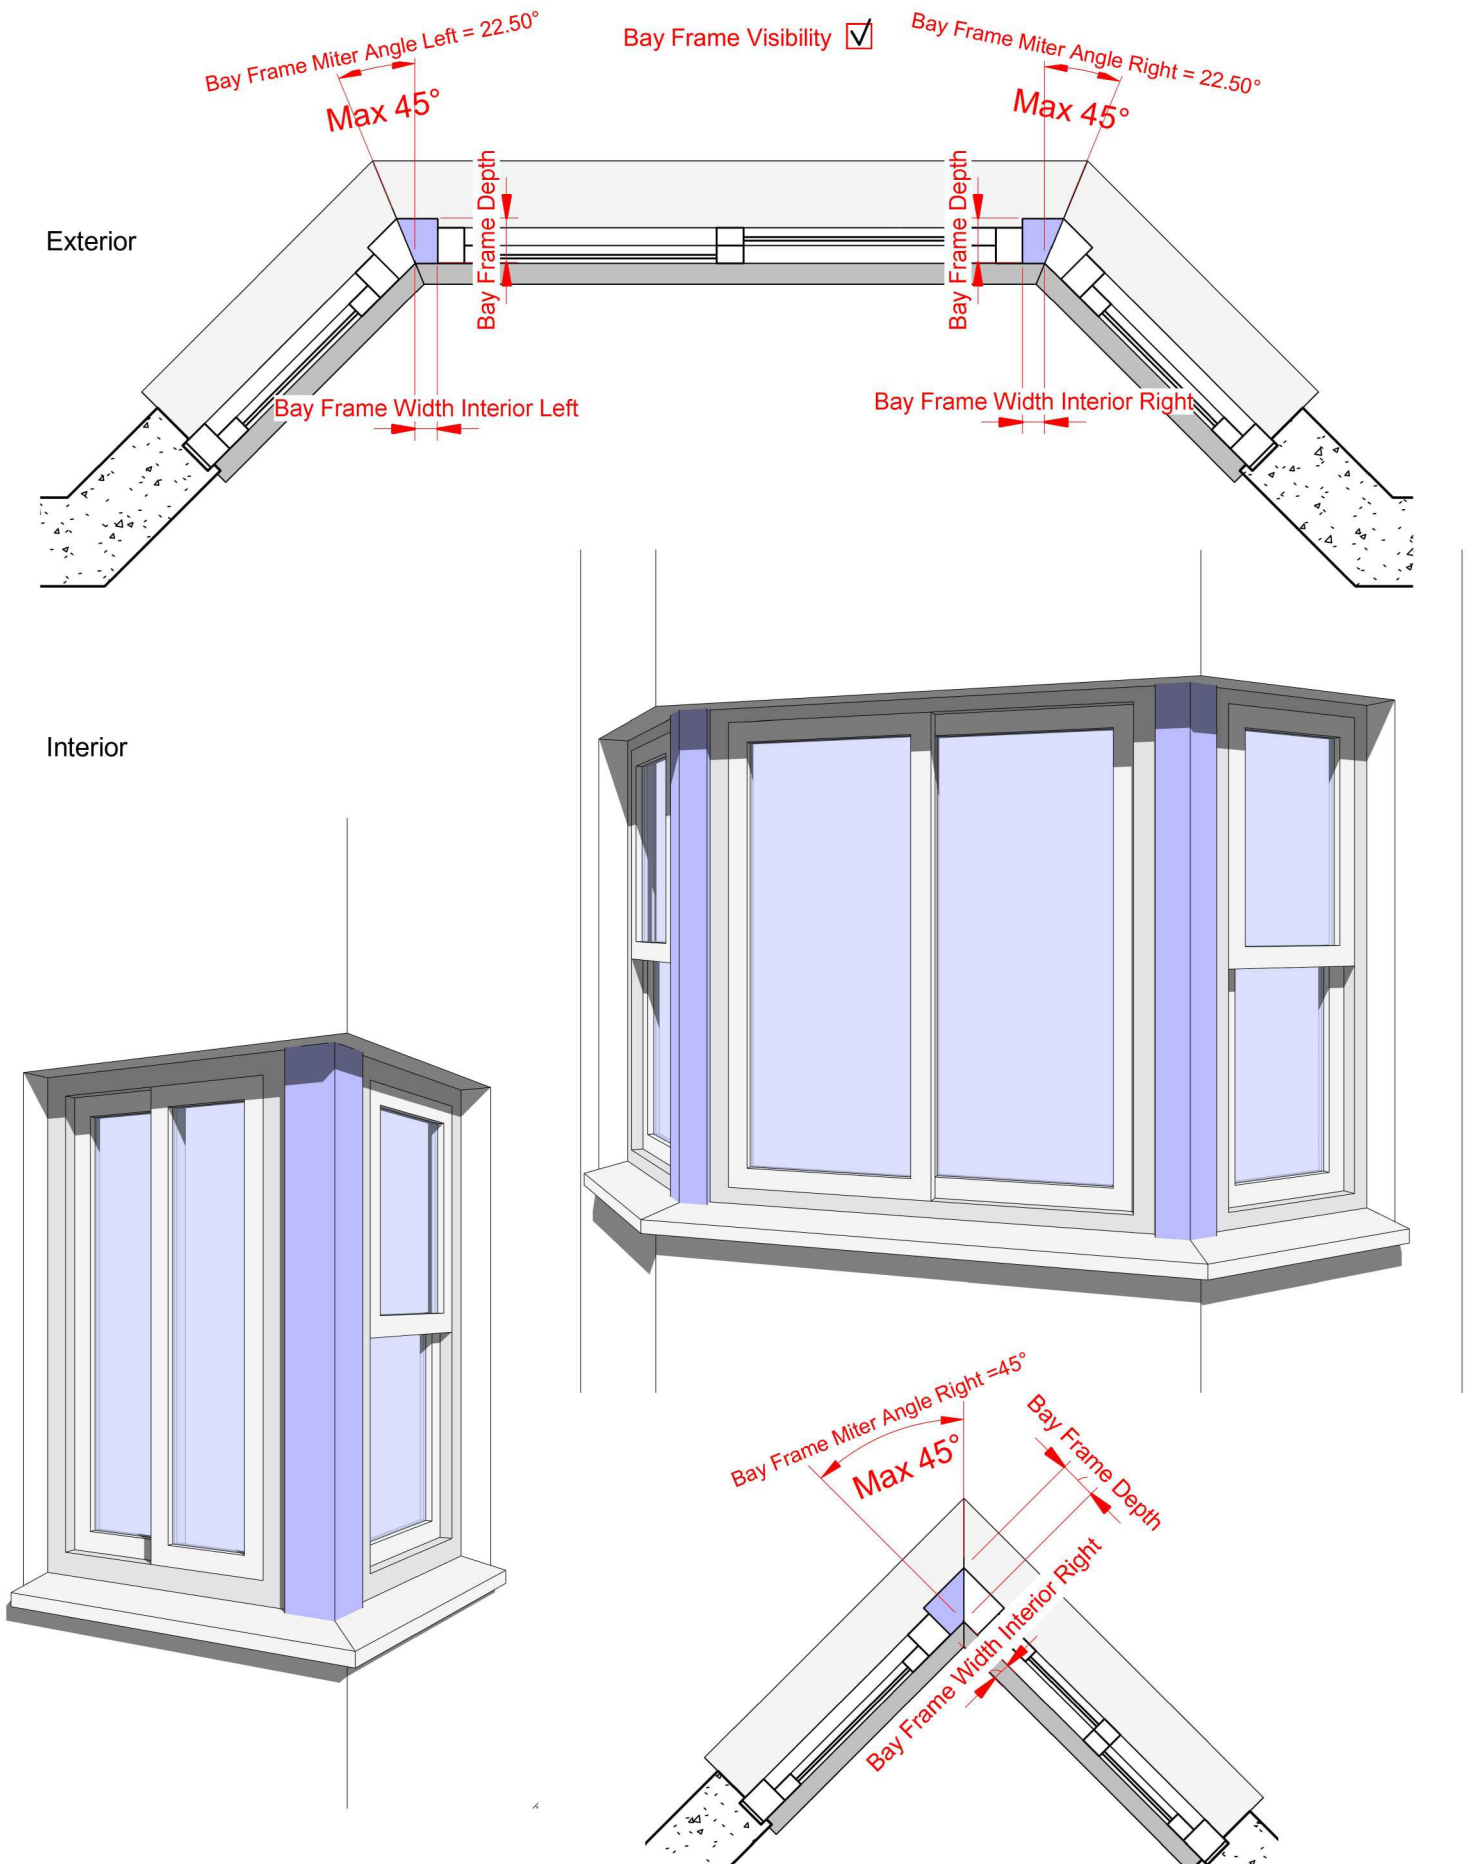 Bay Frame Miter Angle Left = 22.50°
Bay Frame Visibility
Bay Frame Miter Angle Right = 22.50°
Max 45°
Max 45°
Bay Frame Depth
Bay Frame Depth
Exterior
Bay Frame Width Interior Left
Bay Frame Width Interior Right
Interior
Bay Frame Miter Angle Right =45°
Max 45°
Bay Frame Depth
Bay Frame Width Interior Right